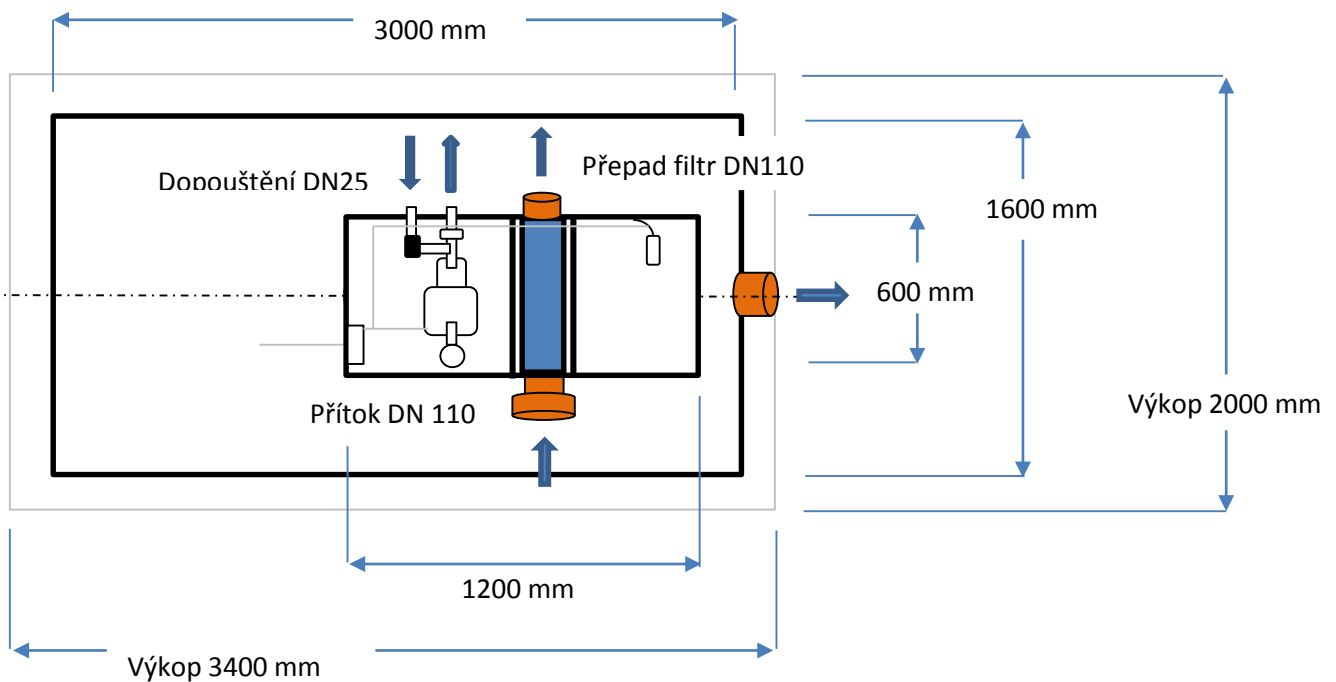 3000 mm
Přepad filtr DN110
Dopouštění DN25
1600 mm
600 mm
Přítok DN 110
Výkop 2000 mm
1200 mm
Výkop 3400 mm